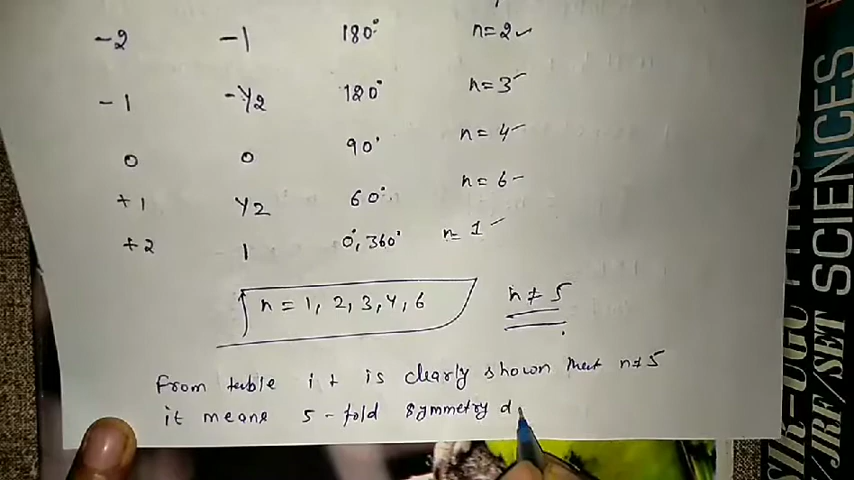 -2 -1 180° n=2✓
-1 -1/2 120° n=3
0 0 90° n=4
+1 1/2 60° n=6
+2 1 0°, 360° n=1
n = 1, 2, 3, 4, 6 n≠5
From table it is clearly shown that n≠5
it means 5-fold symmetry d
SCIENCES
SCIENC
JRF/SET